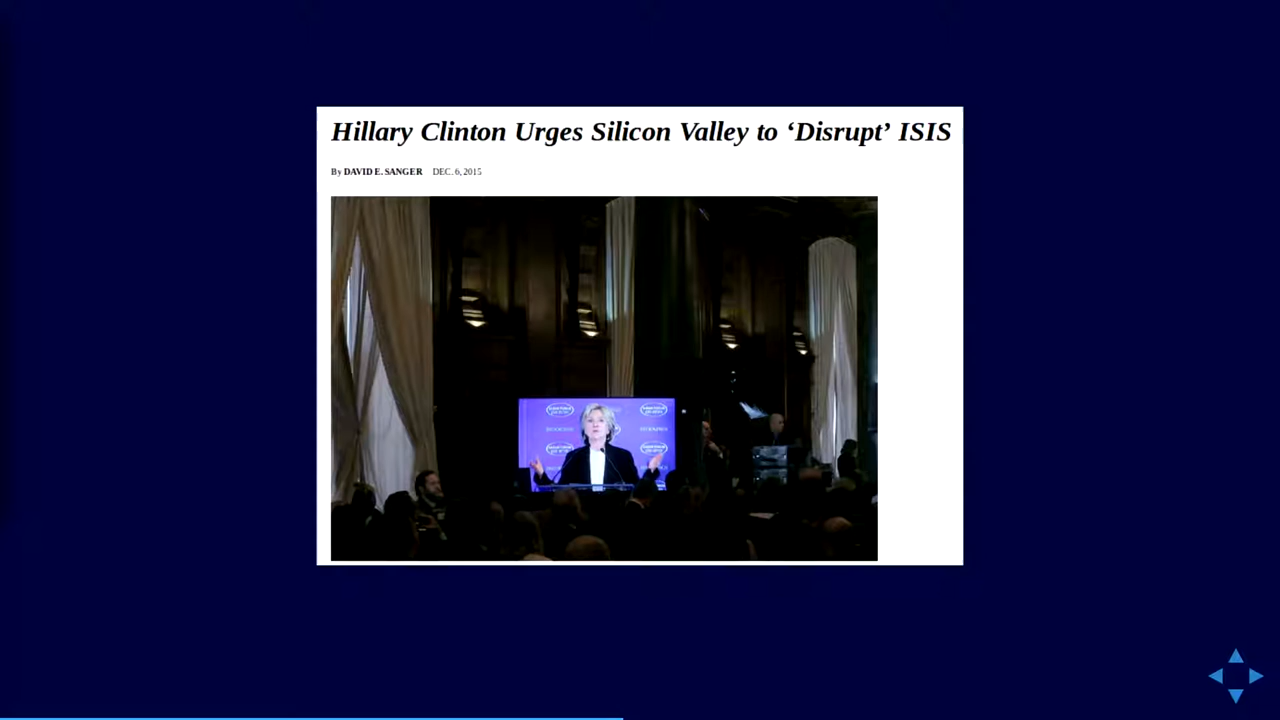 Hillary Clinton Urges Silicon Valley to ‘Disrupt’ ISIS
By DAVID E. SANGER DEC. 6, 2015